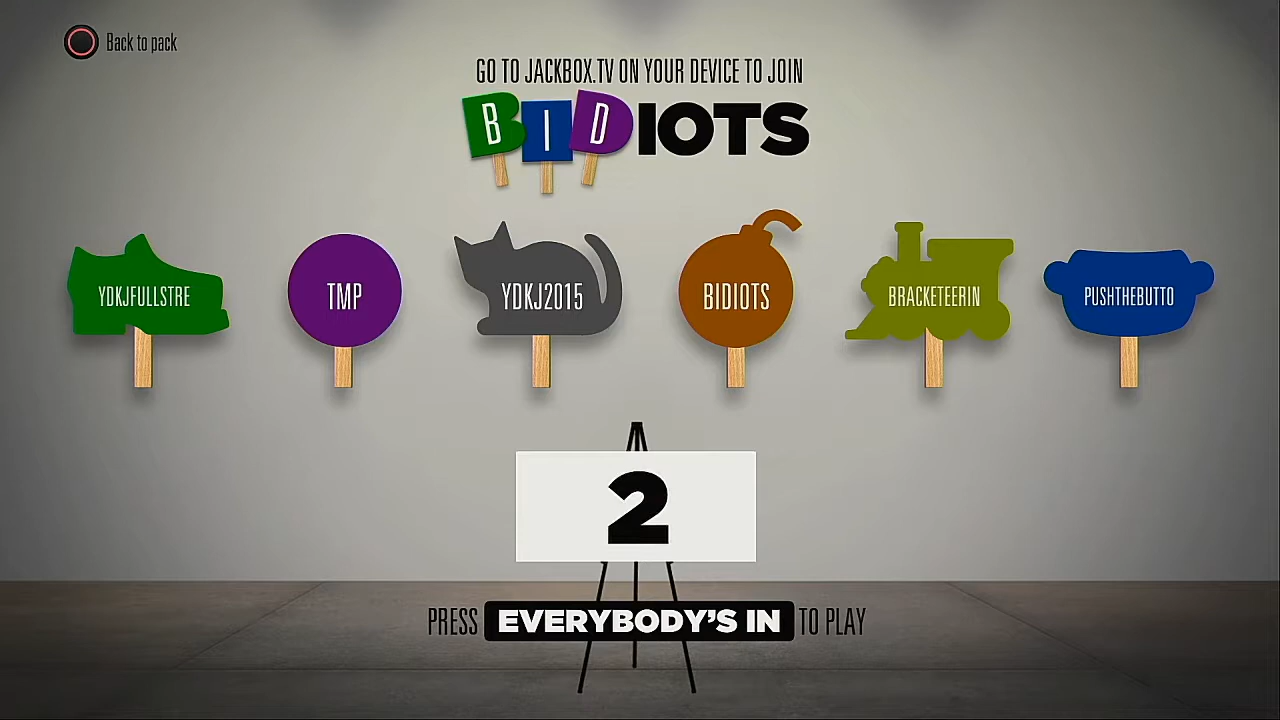 Back to pack
GO TO JACKBOX.TV ON YOUR DEVICE TO JOIN
BIDIOTS
YDKJFULLSTRE
TMP
YDKJ2015
BIDIOTS
BRACKETEERIN
PUSHTHEBUTTO
2
PRESS EVERYBODY'S IN TO PLAY